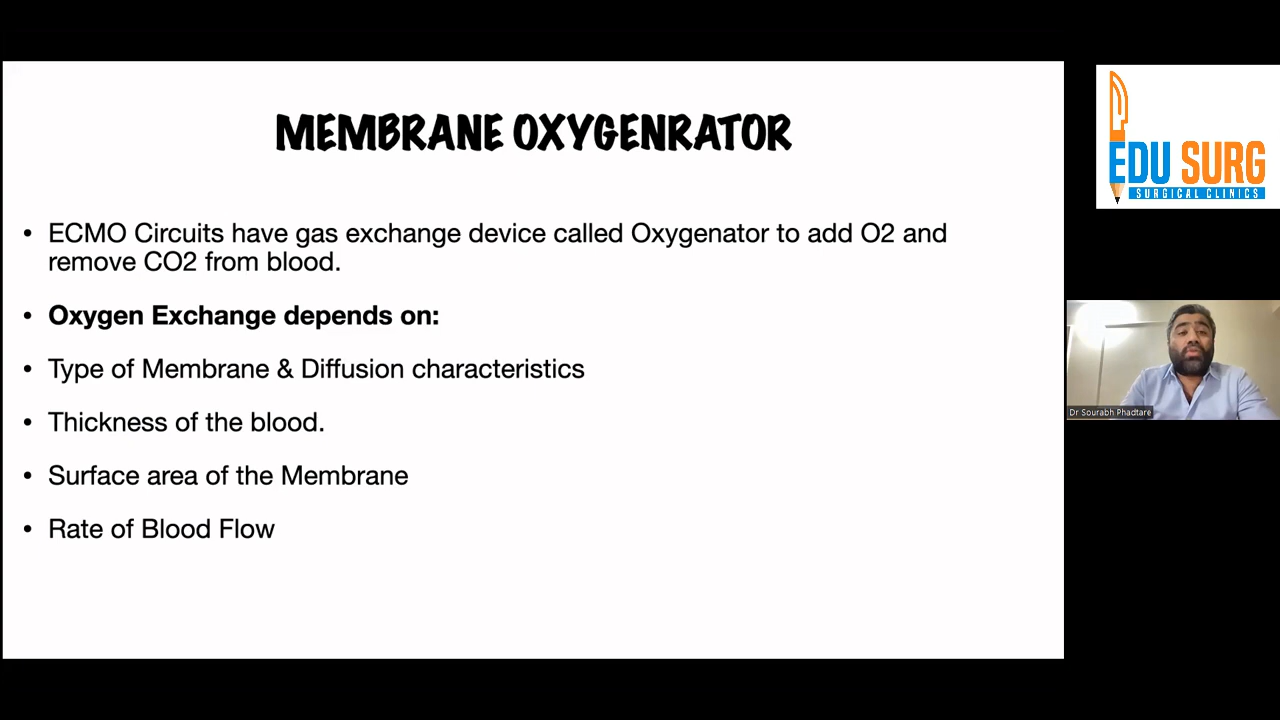 MEMBRANE OXYGENRATOR
• ECMO Circuits have gas exchange device called Oxygenator to add O2 and
remove CO2 from blood.
• Oxygen Exchange depends on:
• Type of Membrane & Diffusion characteristics
• Thickness of the blood.
• Surface area of the Membrane
• Rate of Blood Flow
EDU SURG
SURGICAL CLINICS
Dr Sourabh Phadtare